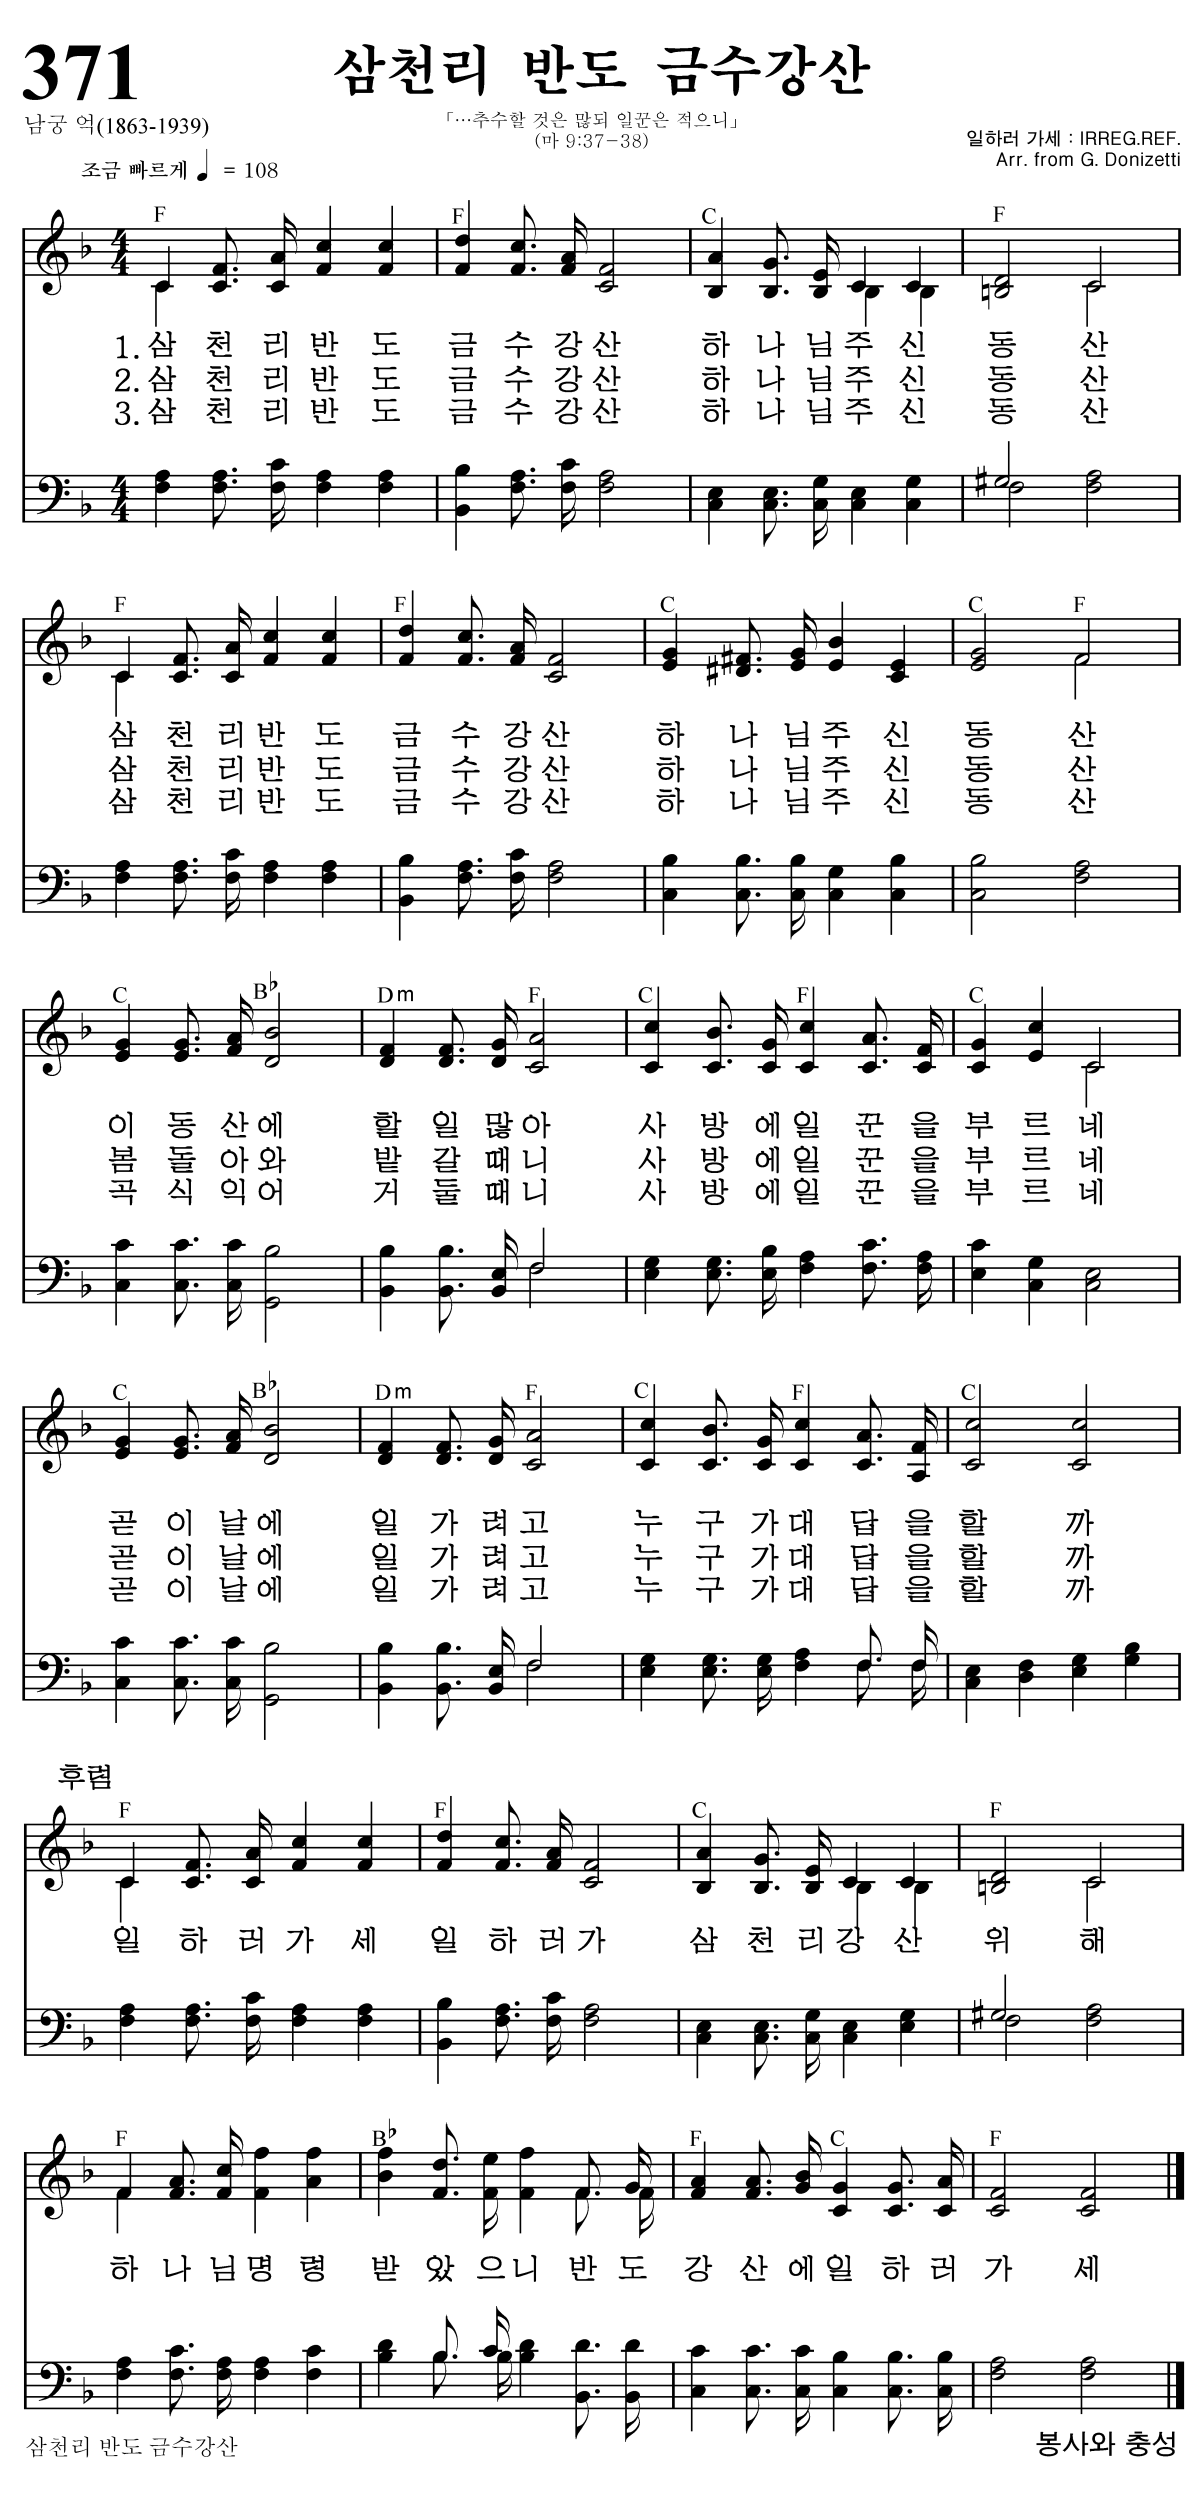 371
삼천리 반도 금수강산
남궁 억(1863-1939)
「…추수할 것은 많되 일꾼은 적으니」
(마 9:37-38)
일하러 가세 : IRREG.REF.
Arr. from G. Donizetti
조금 빠르게 ♩ = 108
F F C F
1. 삼 천 리 반 도 금 수 강 산 하 나 님 주 신 동 산
2. 삼 천 리 반 도 금 수 강 산 하 나 님 주 신 동 산
3. 삼 천 리 반 도 금 수 강 산 하 나 님 주 신 동 산
F F C C F
삼 천 리 반 도 금 수 강 산 하 나 님 주 신 동 산
삼 천 리 반 도 금 수 강 산 하 나 님 주 신 동 산
삼 천 리 반 도 금 수 강 산 하 나 님 주 신 동 산
C B♭ Dm F C F C
이 동 산 에 할 일 많 아 사 방 에 일 꾼 을 부 르 네
봄 돌 아 와 밭 갈 때 니 사 방 에 일 꾼 을 부 르 네
곡 식 익 어 거 둘 때 니 사 방 에 일 꾼 을 부 르 네
C B♭ Dm F C F C
곧 이 날 에 일 가 려 고 누 구 가 대 답 을 할 까
곧 이 날 에 일 가 려 고 누 구 가 대 답 을 할 까
곧 이 날 에 일 가 려 고 누 구 가 대 답 을 할 까
후렴
F F C F
일 하 러 가 세 일 하 러 가 삼 천 리 강 산 위 해
F B♭ F C F
하 나 님 명 령 받 았 으 니 반 도 강 산 에 일 하 러 가 세
삼천리 반도 금수강산
봉사와 충성